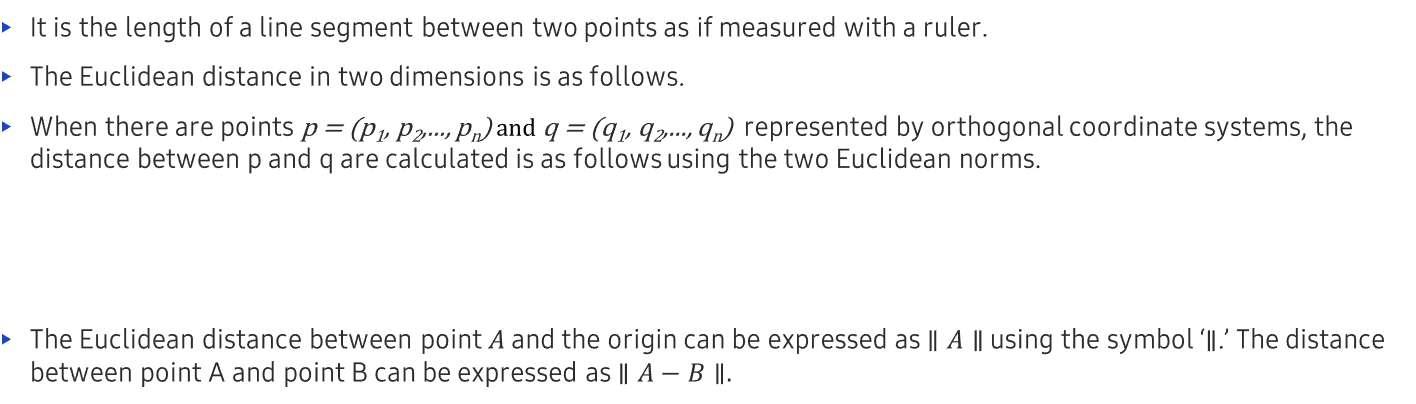 ▸ It is the length of a line segment between two points as if measured with a ruler.
▸ The Euclidean distance in two dimensions is as follows.
▸ When there are points p = (p₁, p₂,..., pₙ) and q = (q₁, q₂,..., qₙ) represented by orthogonal coordinate systems, the
distance between p and q are calculated is as follows using the two Euclidean norms.
▸ The Euclidean distance between point A and the origin can be expressed as ‖ A ‖ using the symbol ‘‖.’ The distance
between point A and point B can be expressed as ‖ A − B ‖.